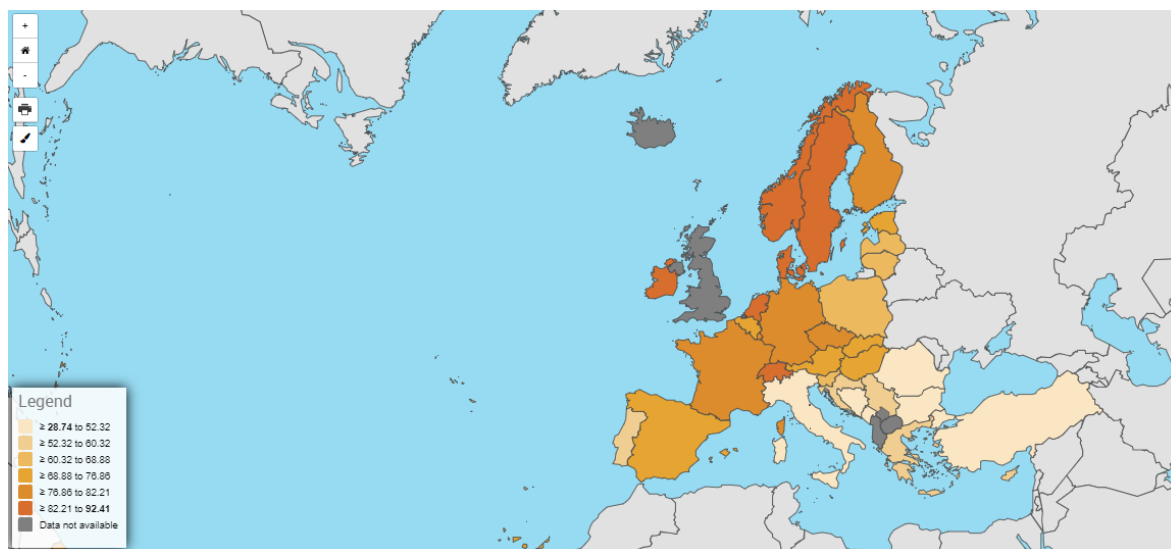 +
-
Legend
≥ 28.74 to 52.32
≥ 52.32 to 60.32
≥ 60.32 to 68.88
≥ 68.88 to 76.86
≥ 76.86 to 82.21
≥ 82.21 to 92.41
Data not available